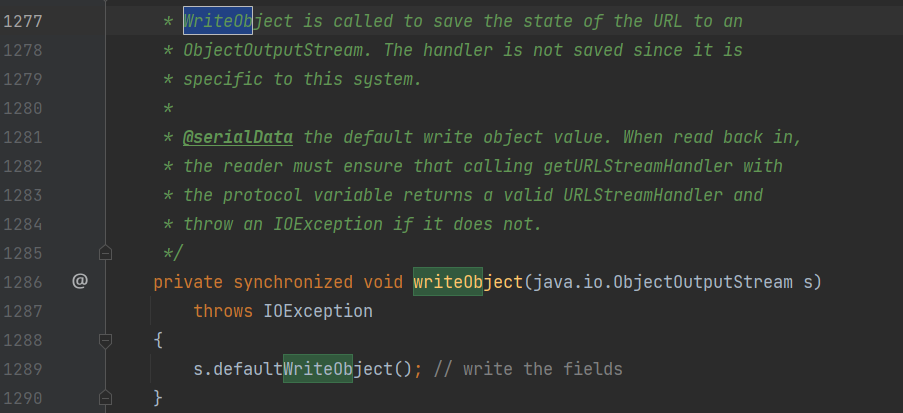 1277 * WriteObject is called to save the state of the URL to an
1278 * ObjectOutputStream. The handler is not saved since it is
1279 * specific to this system.
1280 *
1281 * @serialData the default write object value. When read back in,
1282 * the reader must ensure that calling getURLStreamHandler with
1283 * the protocol variable returns a valid URLStreamHandler and
1284 * throw an IOException if it does not.
1285 */
1286 @ private synchronized void writeObject(java.io.ObjectOutputStream s)
1287 throws IOException
1288 {
1289 s.defaultWriteObject(); // write the fields
1290 }